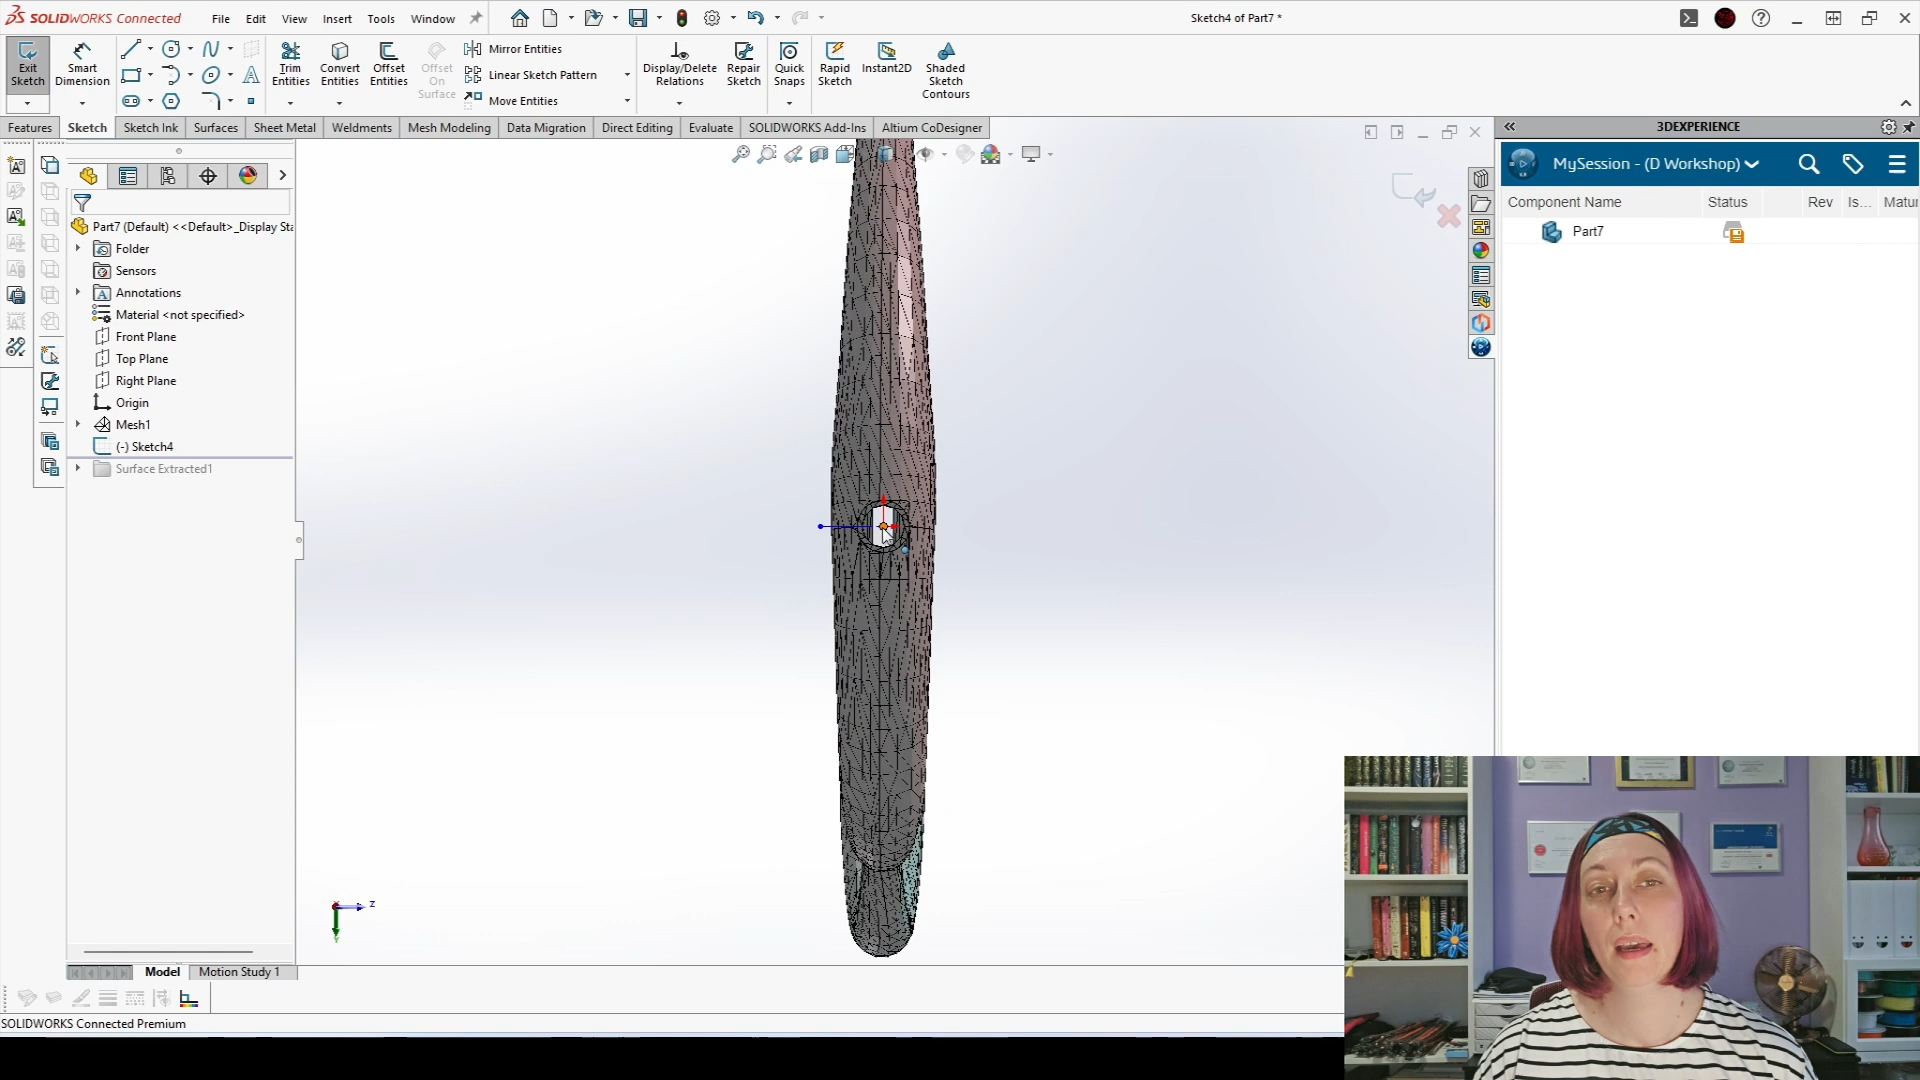 SOLIDWORKS Connected
File
Edit
View
Insert
Tools
Window
Sketch4 of Part7 *
Exit
Sketch
Smart
Dimension
Trim
Entities
Convert
Entities
Offset
Entities
Offset
On
Surface
Mirror Entities
Linear Sketch Pattern
Move Entities
Display/Delete
Relations
Repair
Sketch
Quick
Snaps
Rapid
Sketch
Instant2D
Shaded
Sketch
Contours
Features
Sketch
Sketch Ink
Surfaces
Sheet Metal
Weldments
Mesh Modeling
Data Migration
Direct Editing
Evaluate
SOLIDWORKS Add-Ins
Altium CoDesigner
3DEXPERIENCE
MySession - (D Workshop)
Component Name
Status
Rev
Is...
Matur
Part7
Part7 (Default) <<Default>_Display Sta
Folder
Sensors
Annotations
Material <not specified>
Front Plane
Top Plane
Right Plane
Origin
Mesh1
(-) Sketch4
Surface Extracted1
Z
Y
Model
Motion Study 1
SOLIDWORKS Connected Premium